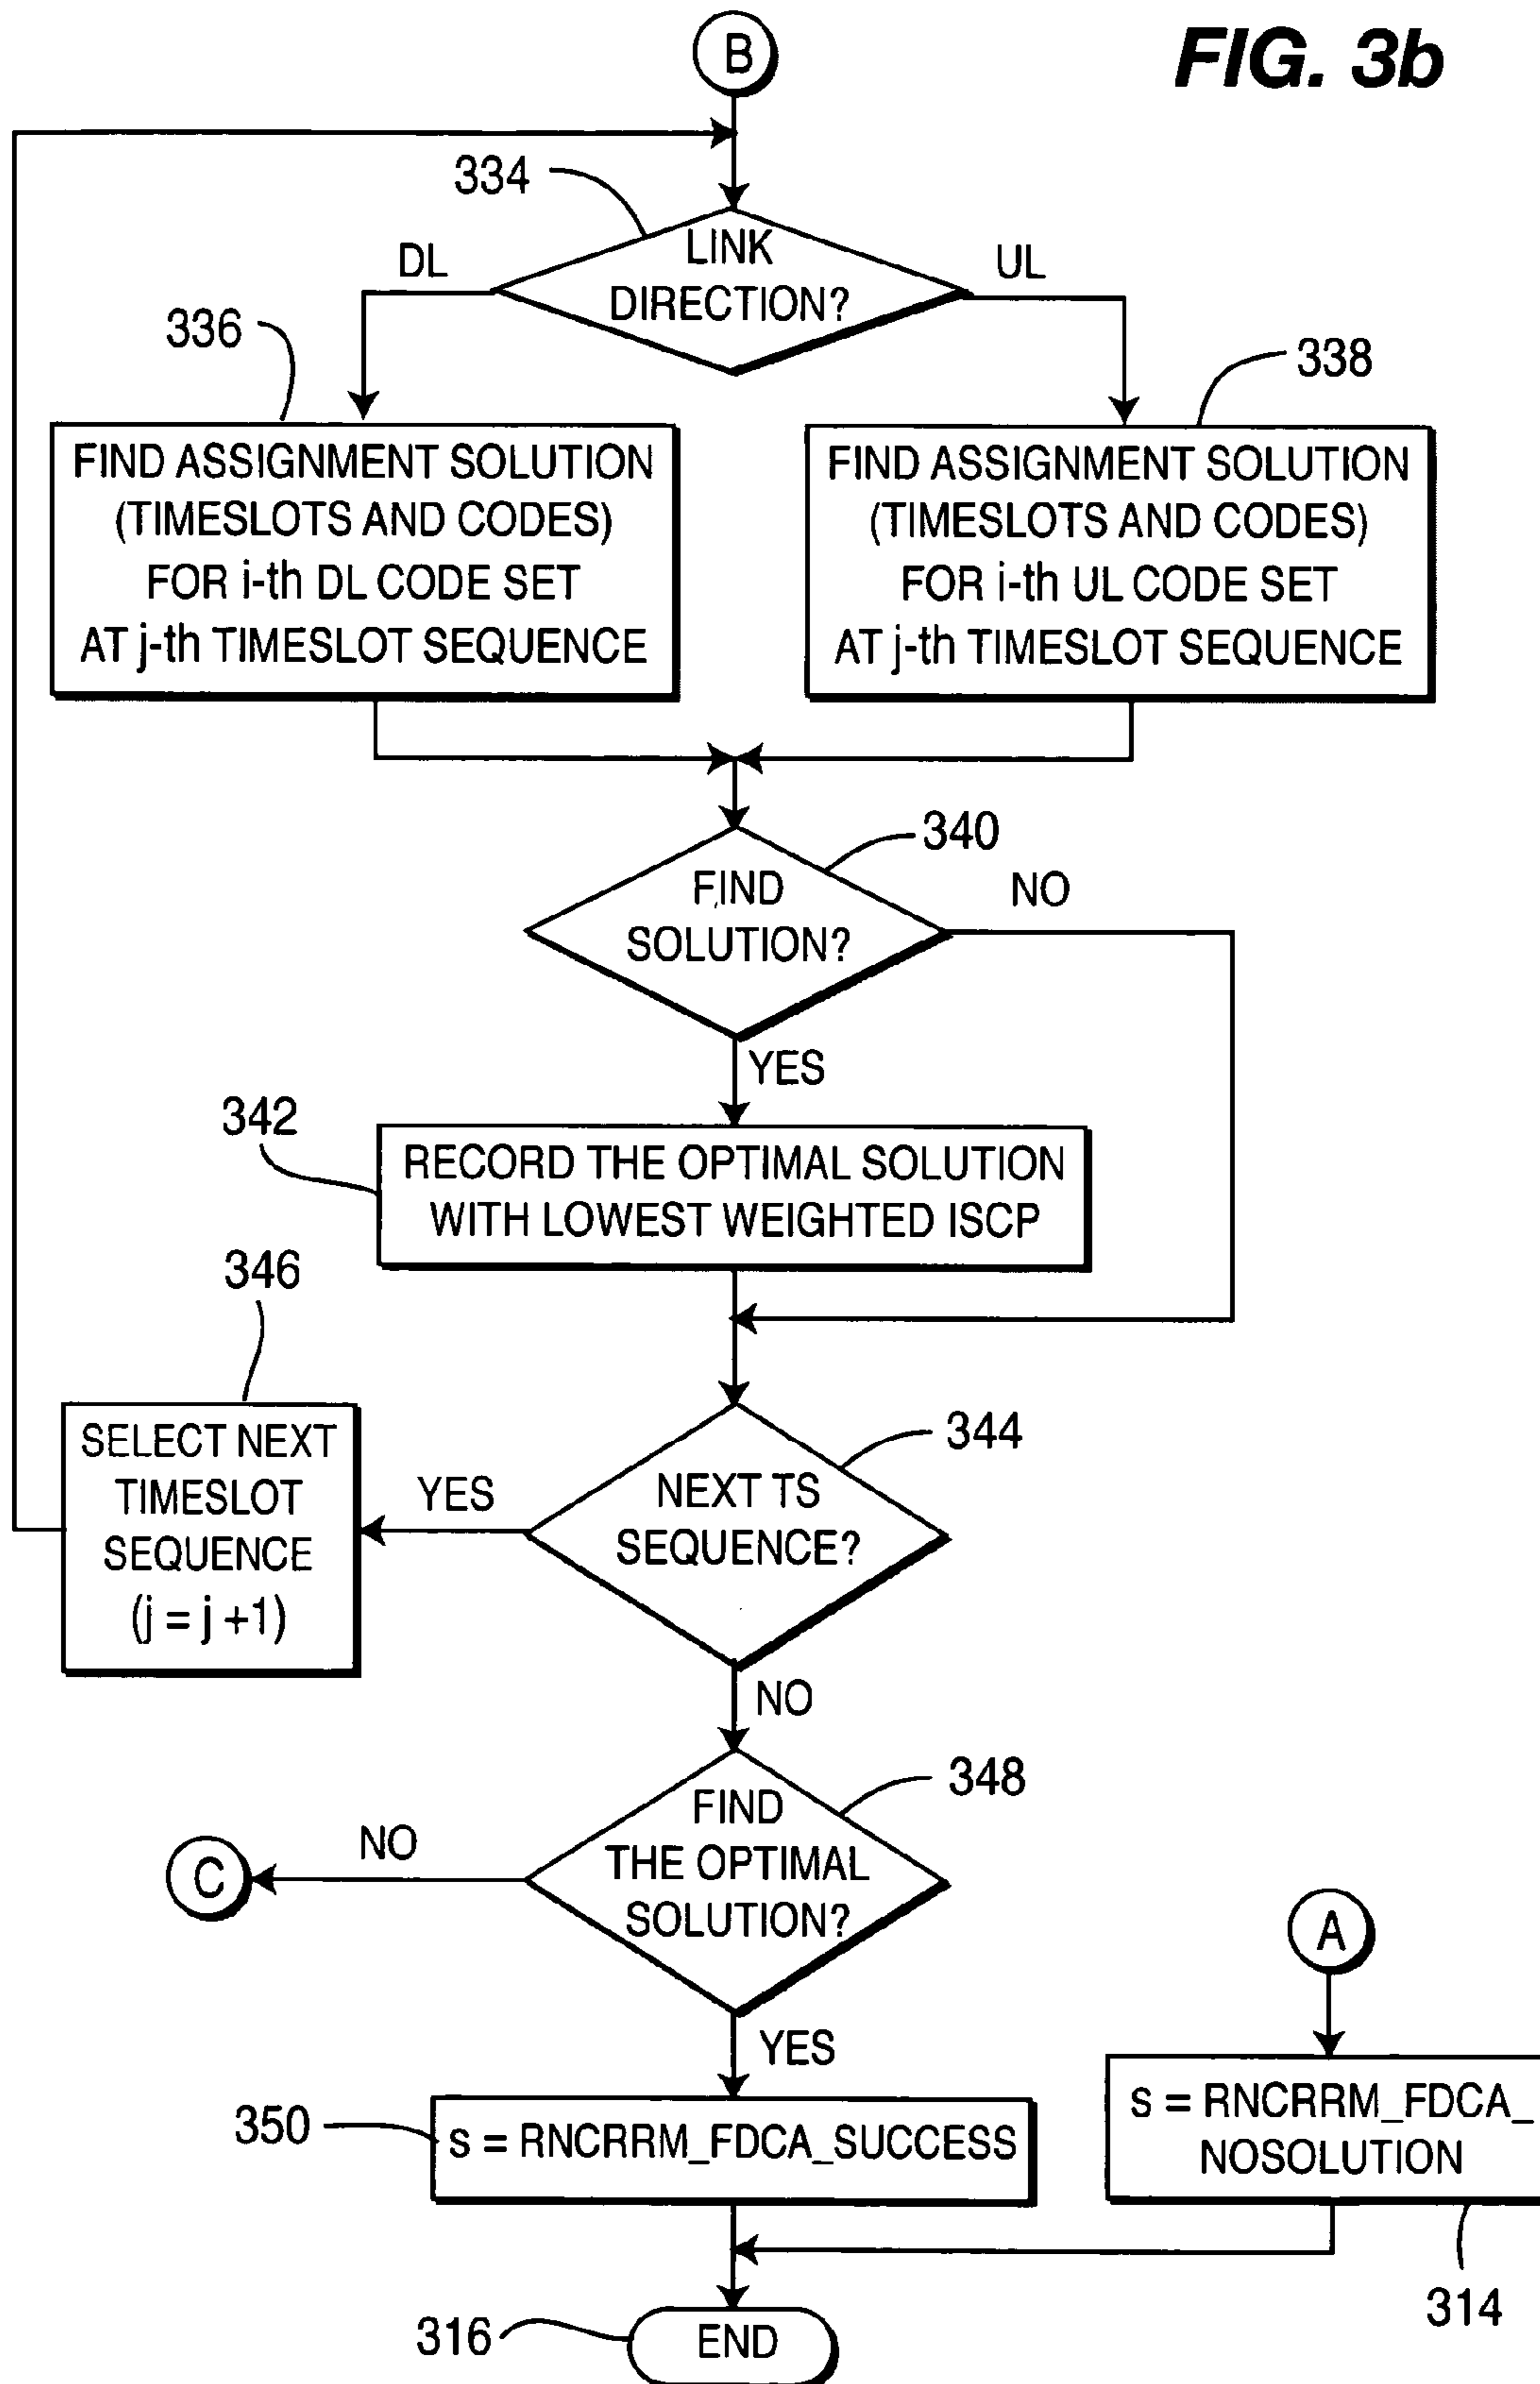 FIG. 3b
B
334
LINK
DIRECTION?
DL
UL
336
338
FIND ASSIGNMENT SOLUTION
(TIMESLOTS AND CODES)
FOR i-th DL CODE SET
AT j-th TIMESLOT SEQUENCE
FIND ASSIGNMENT SOLUTION
(TIMESLOTS AND CODES)
FOR i-th UL CODE SET
AT j-th TIMESLOT SEQUENCE
340
FIND
SOLUTION?
NO
YES
342
RECORD THE OPTIMAL SOLUTION
WITH LOWEST WEIGHTED ISCP
346
SELECT NEXT
TIMESLOT
SEQUENCE
(j = j +1)
YES
344
NEXT TS
SEQUENCE?
NO
348
FIND
THE OPTIMAL
SOLUTION?
NO
C
YES
A
350
s = RNCRRM_FDCA_SUCCESS
s = RNCRRM_FDCA_
NOSOLUTION
314
316
END